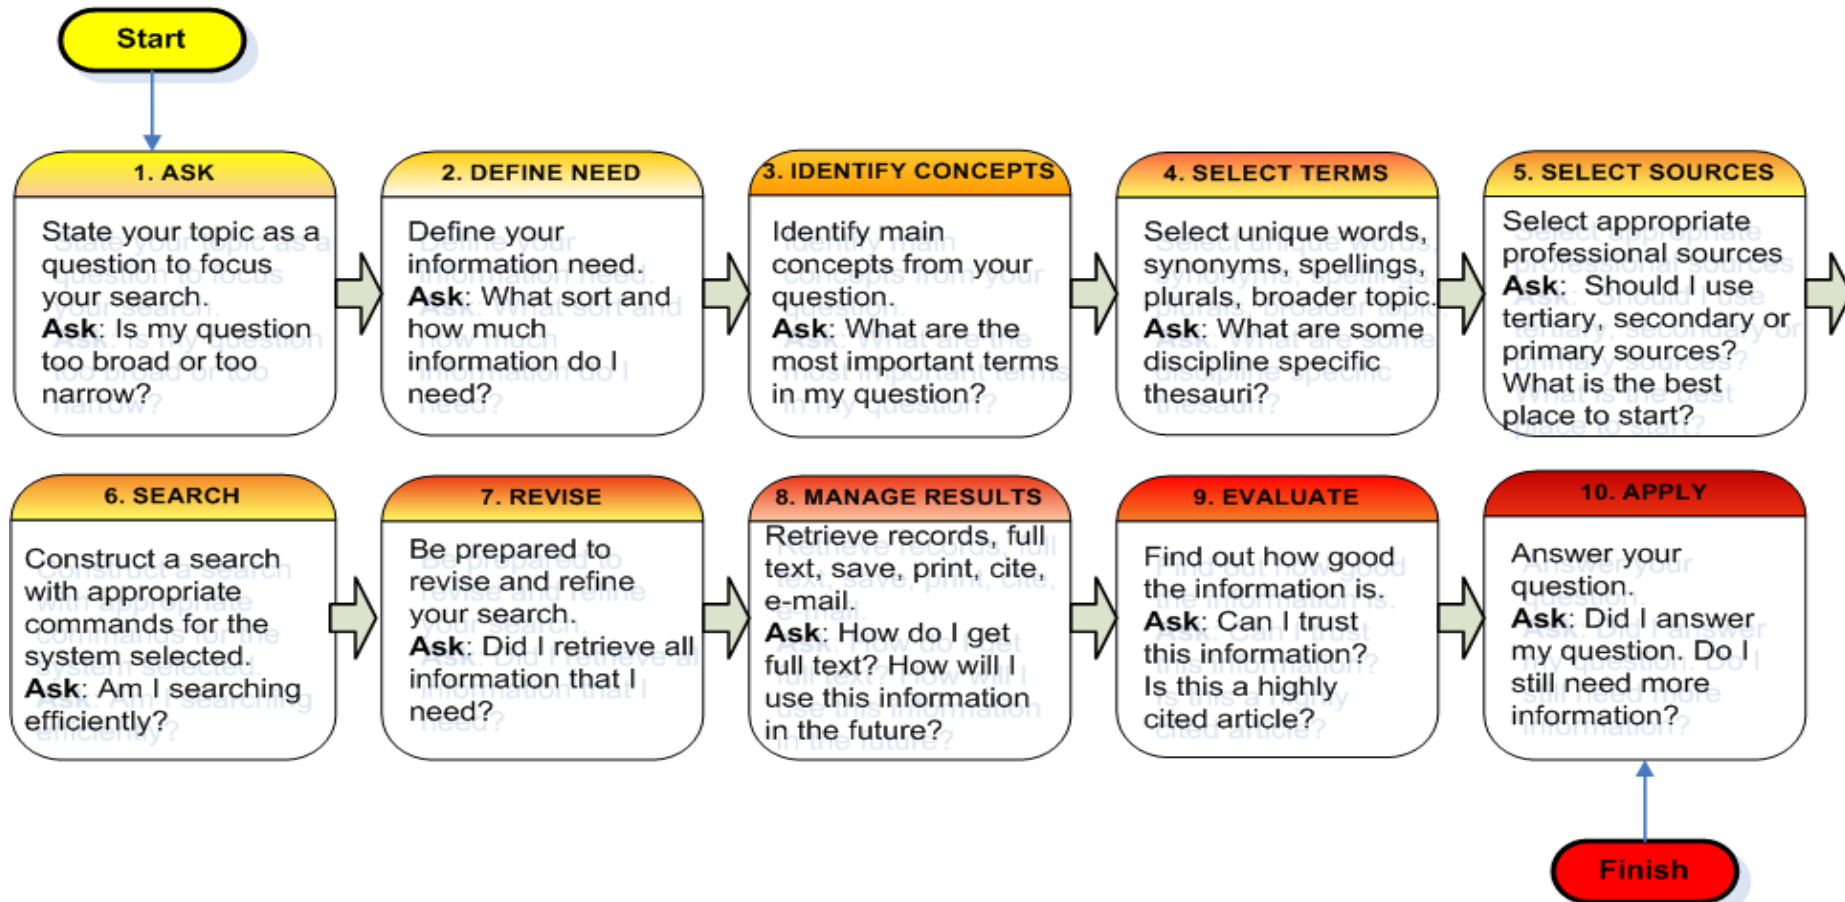 Start
1. ASK
State your topic as a
question to focus
your search.
Ask: Is my question
too broad or too
narrow?
2. DEFINE NEED
Define your
information need.
Ask: What sort and
how much
information do I
need?
3. IDENTIFY CONCEPTS
Identify main
concepts from your
question.
Ask: What are the
most important terms
in my question?
4. SELECT TERMS
Select unique words,
synonyms, spellings,
plurals, broader topic.
Ask: What are some
discipline specific
thesauri?
5. SELECT SOURCES
Select appropriate
professional sources
Ask: Should I use
tertiary, secondary or
primary sources?
What is the best
place to start?
6. SEARCH
Construct a search
with appropriate
commands for the
system selected.
Ask: Am I searching
efficiently?
7. REVISE
Be prepared to
revise and refine
your search.
Ask: Did I retrieve all
information that I
need?
8. MANAGE RESULTS
Retrieve records, full
text, save, print, cite,
e-mail.
Ask: How do I get
full text? How will I
use this information
in the future?
9. EVALUATE
Find out how good
the information is.
Ask: Can I trust
this information?
Is this a highly
cited article?
10. APPLY
Answer your
question.
Ask: Did I answer
my question. Do I
still need more
information?
Finish